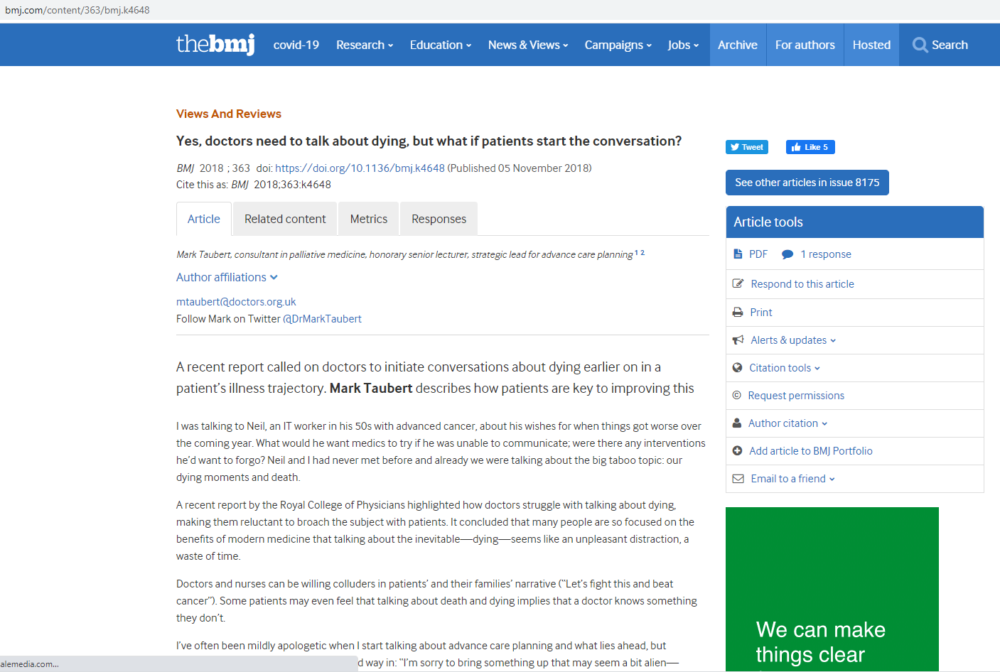 bmj.com/content/363/bmj.k4648
thebmj covid-19 Research Education News & Views Campaigns Jobs Archive For authors Hosted Search
Views And Reviews
Yes, doctors need to talk about dying, but what if patients start the conversation?
BMJ 2018 ; 363 doi: https://doi.org/10.1136/bmj.k4648 (Published 05 November 2018)
Cite this as: BMJ 2018;363:k4648
Article Related content Metrics Responses
Mark Taubert, consultant in palliative medicine, honorary senior lecturer, strategic lead for advance care planning 1 2
Author affiliations
mtaubert@doctors.org.uk
Follow Mark on Twitter @DrMarkTaubert
A recent report called on doctors to initiate conversations about dying earlier on in a
patient's illness trajectory. Mark Taubert describes how patients are key to improving this
I was talking to Neil, an IT worker in his 50s with advanced cancer, about his wishes for when things got worse over
the coming year. What would he want medics to try if he was unable to communicate; were there any interventions
he'd want to forgo? Neil and I had never met before and already we were talking about the big taboo topic: our
dying moments and death.
A recent report by the Royal College of Physicians highlighted how doctors struggle with talking about dying,
making them reluctant to broach the subject with patients. It concluded that many people are so focused on the
benefits of modern medicine that talking about the inevitable—dying—seems like an unpleasant distraction, a
waste of time.
Doctors and nurses can be willing colluders in patients' and their families' narrative ("Let's fight this and beat
cancer"). Some patients may even feel that talking about death and dying implies that a doctor knows something
they don't.
I've often been mildly apologetic when I start talking about advance care planning and what lies ahead, but
d way in: "I'm sorry to bring something up that may seem a bit alien—
alemedia.com...
Tweet Like 5
See other articles in issue 8175
Article tools
PDF 1 response
Respond to this article
Print
Alerts & updates
Citation tools
© Request permissions
Author citation
Add article to BMJ Portfolio
Email to a friend
We can make
things clear